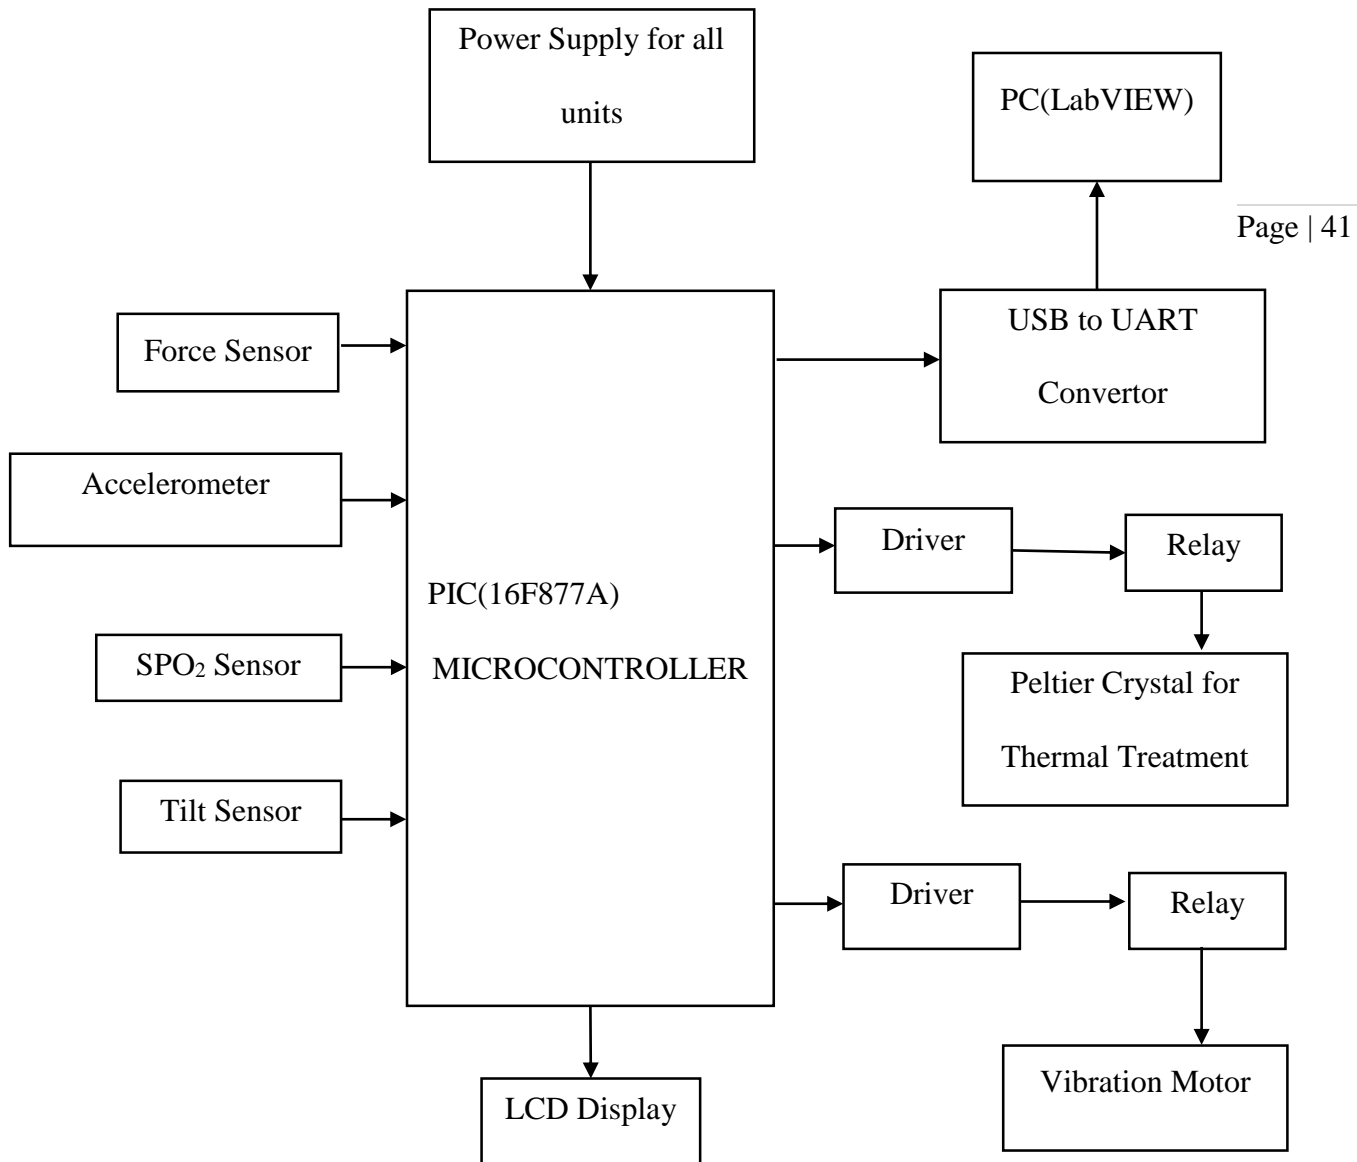 Power Supply for all
units
PC(LabVIEW)
Page | 41
USB to UART
Convertor
Force Sensor
Accelerometer
Driver
Relay
PIC(16F877A)
MICROCONTROLLER
SPO₂ Sensor
Peltier Crystal for
Thermal Treatment
Tilt Sensor
Driver
Relay
Vibration Motor
LCD Display